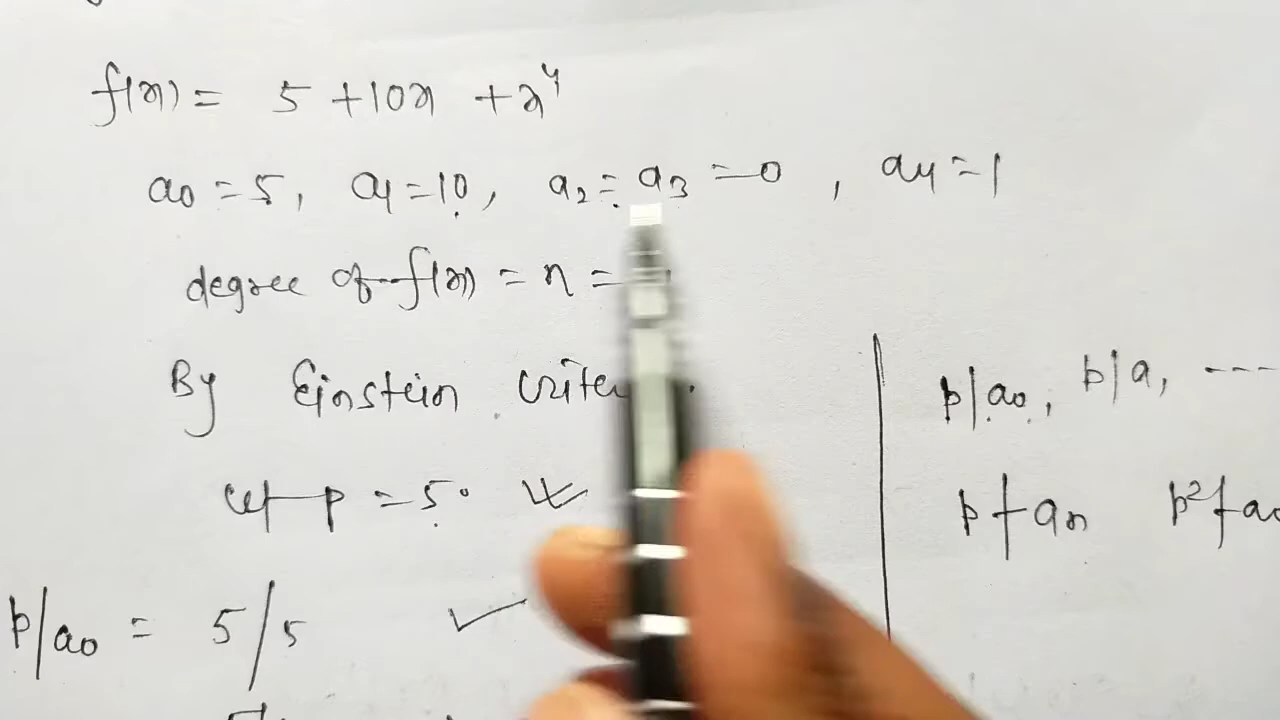 f(x) = 5 + 10x + x⁴
a0 = 5, a1 = 10, a2 = a3 = 0, a4 = 1
degree of f(x) = n =
By Einstein
let p = 5
p/a0 = 5/5 ✓
p|a0, p|a1 ----
p∤an p²∤a0